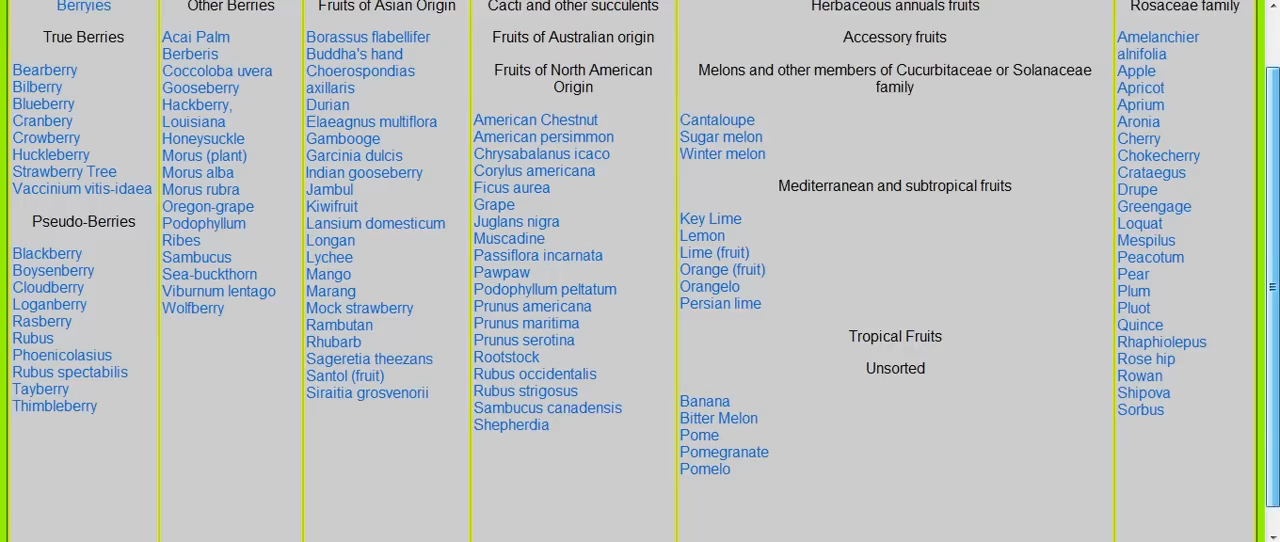 Berryies
True Berries
Bearberry
Bilberry
Blueberry
Cranbery
Crowberry
Huckleberry
Strawberry Tree
Vaccinium vitis-idaea
Pseudo-Berries
Blackberry
Boysenberry
Cloudberry
Loganberry
Rasberry
Rubus
Phoenicolasius
Rubus spectabilis
Tayberry
Thimbleberry
Other Berries
Acai Palm
Berberis
Coccoloba uvera
Gooseberry
Hackberry,
Louisiana
Honeysuckle
Morus (plant)
Morus alba
Morus rubra
Oregon-grape
Podophyllum
Ribes
Sambucus
Sea-buckthorn
Viburnum lentago
Wolfberry
Fruits of Asian Origin
Borassus flabellifer
Buddha's hand
Choerospondias
axillaris
Durian
Elaeagnus multiflora
Gambooge
Garcinia dulcis
Indian gooseberry
Jambul
Kiwifruit
Lansium domesticum
Longan
Lychee
Mango
Marang
Mock strawberry
Rambutan
Rhubarb
Sageretia theezans
Santol (fruit)
Siraitia grosvenorii
Cacti and other succulents
Fruits of Australian origin
Fruits of North American
Origin
American Chestnut
American persimmon
Chrysabalanus icaco
Corylus americana
Ficus aurea
Grape
Juglans nigra
Muscadine
Passiflora incarnata
Pawpaw
Podophyllum peltatum
Prunus americana
Prunus maritima
Prunus serotina
Rootstock
Rubus occidentalis
Rubus strigosus
Sambucus canadensis
Shepherdia
Herbaceous annuals fruits
Accessory fruits
Melons and other members of Cucurbitaceae or Solanaceae
family
Cantaloupe
Sugar melon
Winter melon
Mediterranean and subtropical fruits
Key Lime
Lemon
Lime (fruit)
Orange (fruit)
Orangelo
Persian lime
Tropical Fruits
Unsorted
Banana
Bitter Melon
Pome
Pomegranate
Pomelo
Rosaceae family
Amelanchier
alnifolia
Apple
Apricot
Aprium
Aronia
Cherry
Chokecherry
Crataegus
Drupe
Greengage
Loquat
Mespilus
Peacotum
Pear
Plum
Pluot
Quince
Rhaphiolepus
Rose hip
Rowan
Shipova
Sorbus